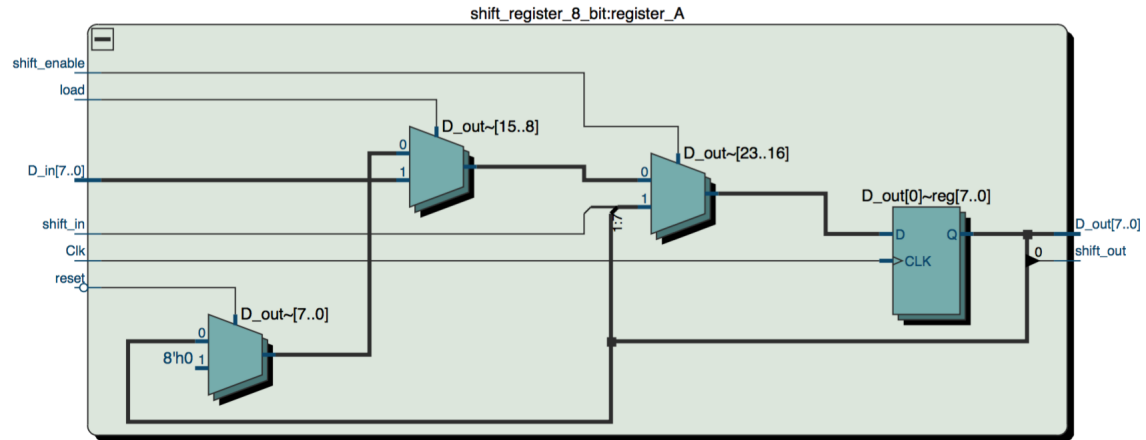 shift_register_8_bit:register_A
shift_enable
load
D_out~[15..8]
0
D_out~[23..16]
1
D_in[7..0]
0
1
D_out[0]~reg[7..0]
shift_in
1:7
D
Q
D_out[7..0]
Clk
CLK
0
shift_out
reset
D_out~[7..0]
0
8'h0
1